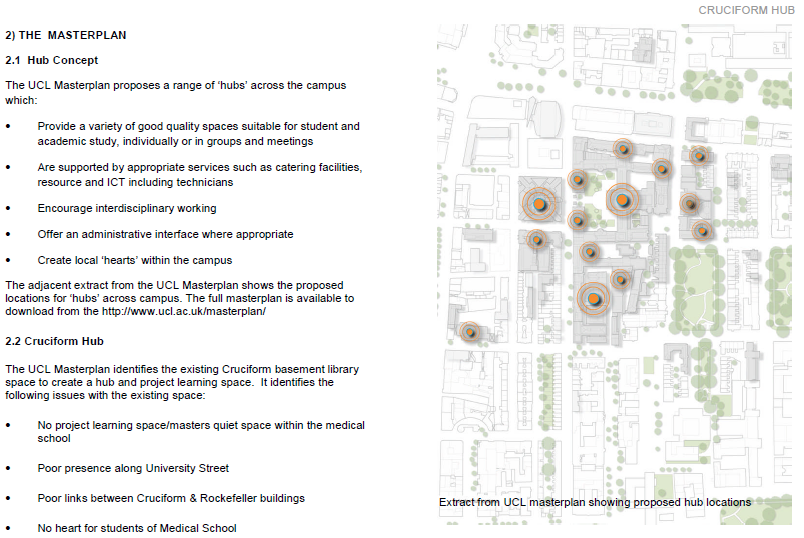 CRUCIFORM HUB
2) THE MASTERPLAN
2.1 Hub Concept
The UCL Masterplan proposes a range of ‘hubs’ across the campus
which:
• Provide a variety of good quality spaces suitable for student and
academic study, individually or in groups and meetings
• Are supported by appropriate services such as catering facilities,
resource and ICT including technicians
• Encourage interdisciplinary working
• Offer an administrative interface where appropriate
• Create local ‘hearts’ within the campus
The adjacent extract from the UCL Masterplan shows the proposed
locations for ‘hubs’ across campus. The full masterplan is available to
download from the http://www.ucl.ac.uk/masterplan/
2.2 Cruciform Hub
The UCL Masterplan identifies the existing Cruciform basement library
space to create a hub and project learning space. It identifies the
following issues with the existing space:
• No project learning space/masters quiet space within the medical
school
• Poor presence along University Street
• Poor links between Cruciform & Rockefeller buildings
• No heart for students of Medical School
Extract from UCL masterplan showing proposed hub locations